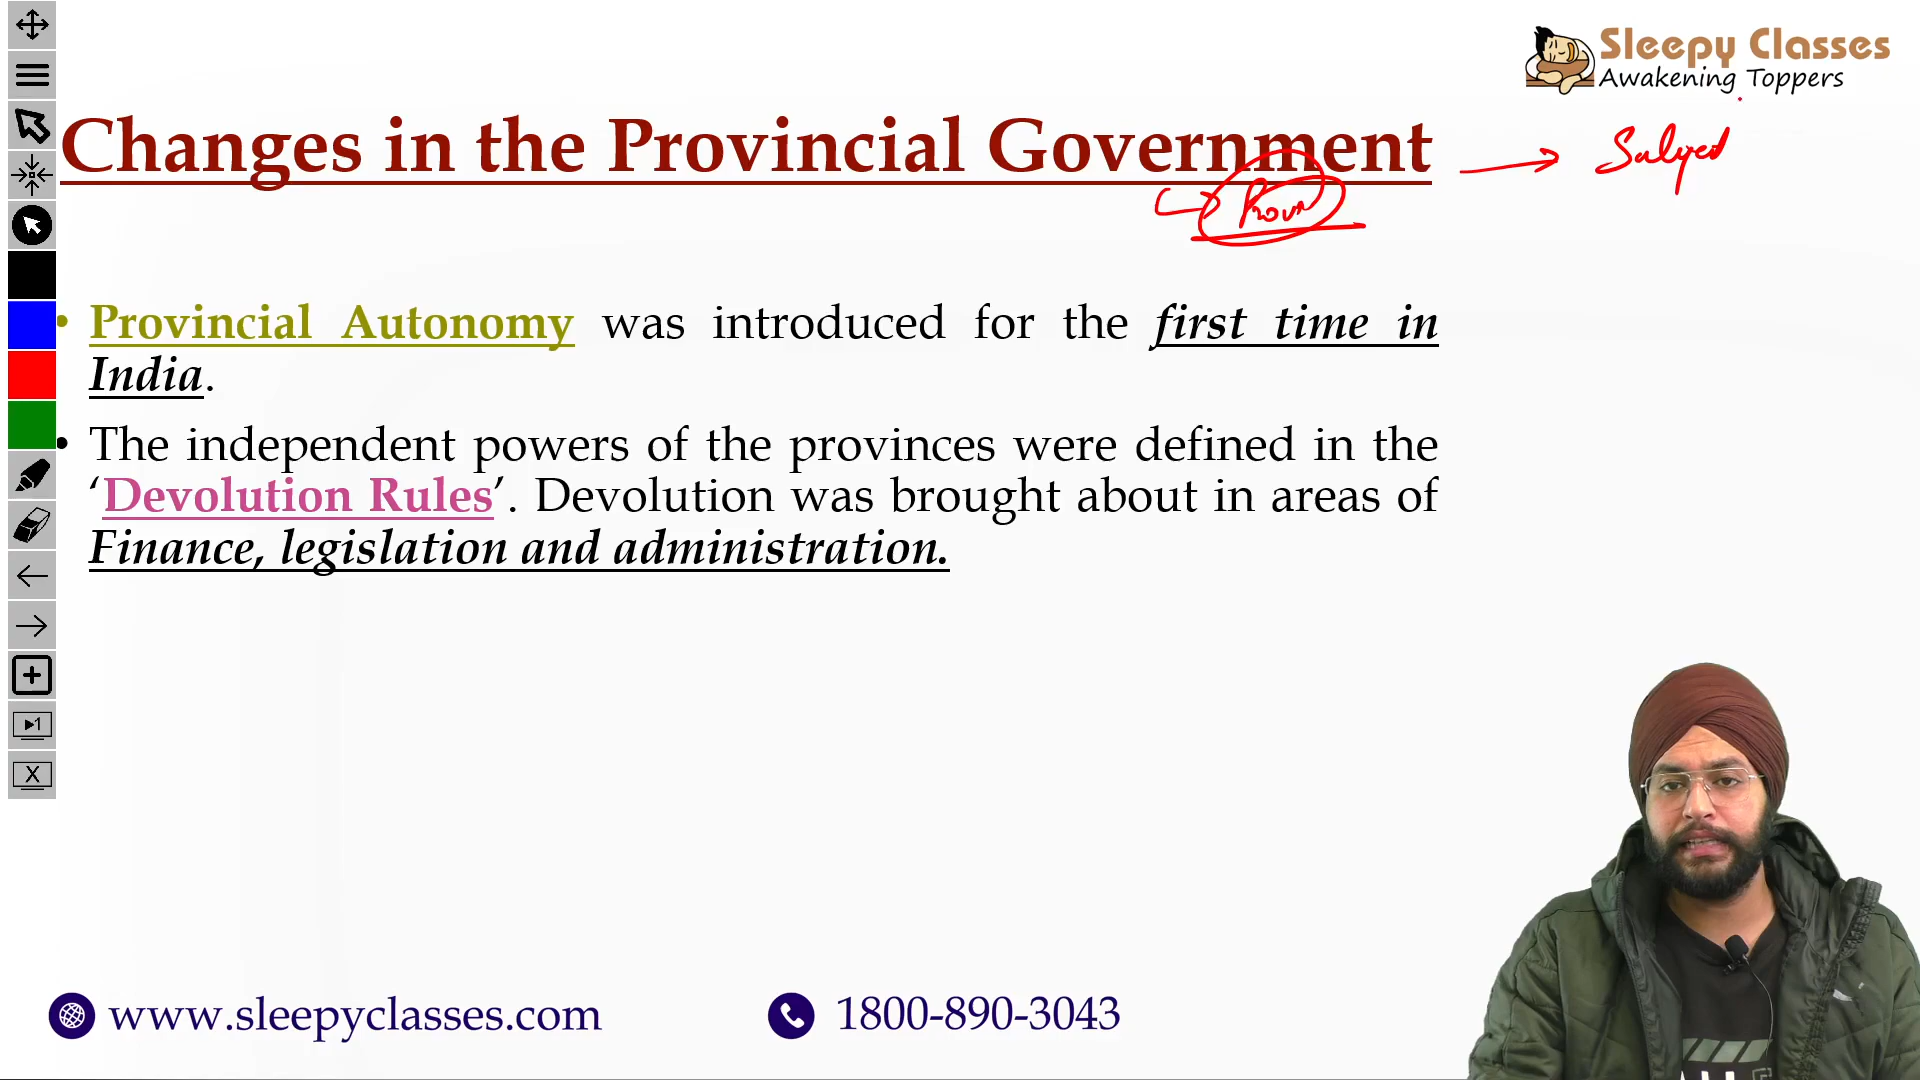 Sleepy Classes
Awakening Toppers
Changes in the Provincial Government
• Provincial Autonomy was introduced for the first time in
India.
• The independent powers of the provinces were defined in the
‘Devolution Rules’. Devolution was brought about in areas of
Finance, legislation and administration.
www.sleepyclasses.com
1800-890-3043